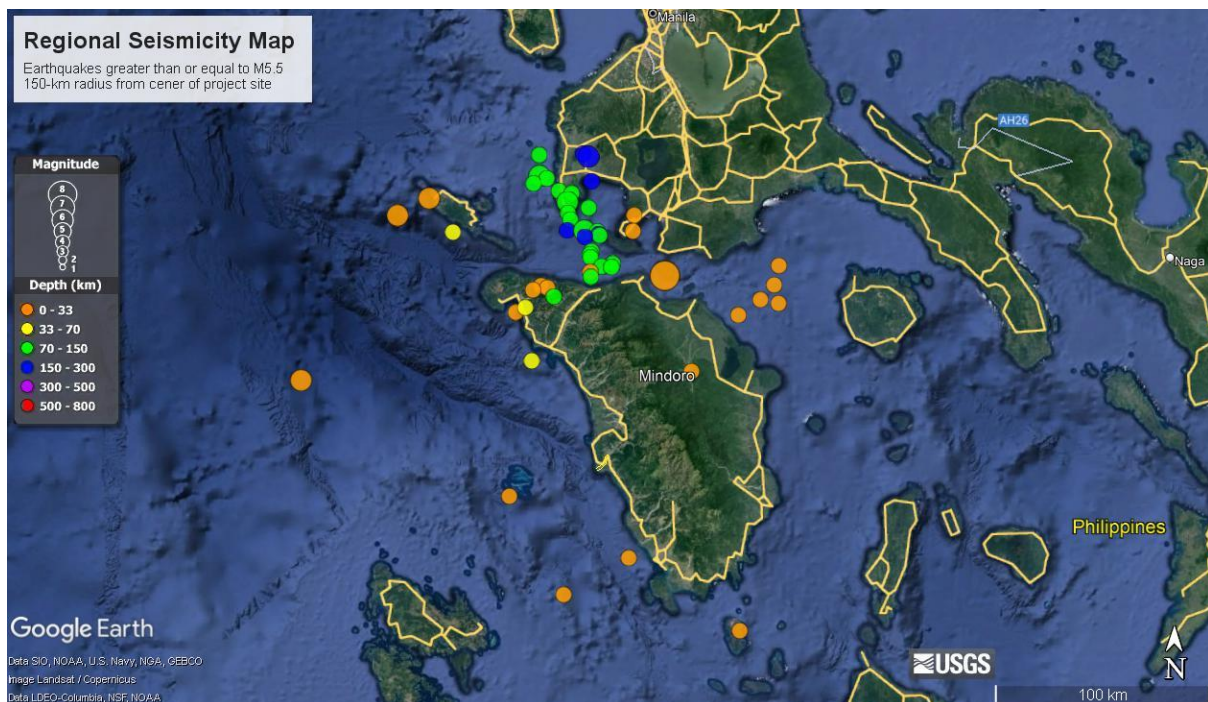 Regional Seismicity Map
Earthquakes greater than or equal to M5.5
150-km radius from cener of project site
Manila
AH26
Magnitude
8
7
6
5
4
3
2
1
Depth (km)
0 - 33
33 - 70
70 - 150
150 - 300
300 - 500
500 - 800
Naga
Mindoro
Philippines
Google Earth
Data SIO, NOAA, U.S. Navy, NGA, GEBCO
Image Landsat / Copernicus
Data LDEO-Columbia, NSF, NOAA
USGS
N
100 km